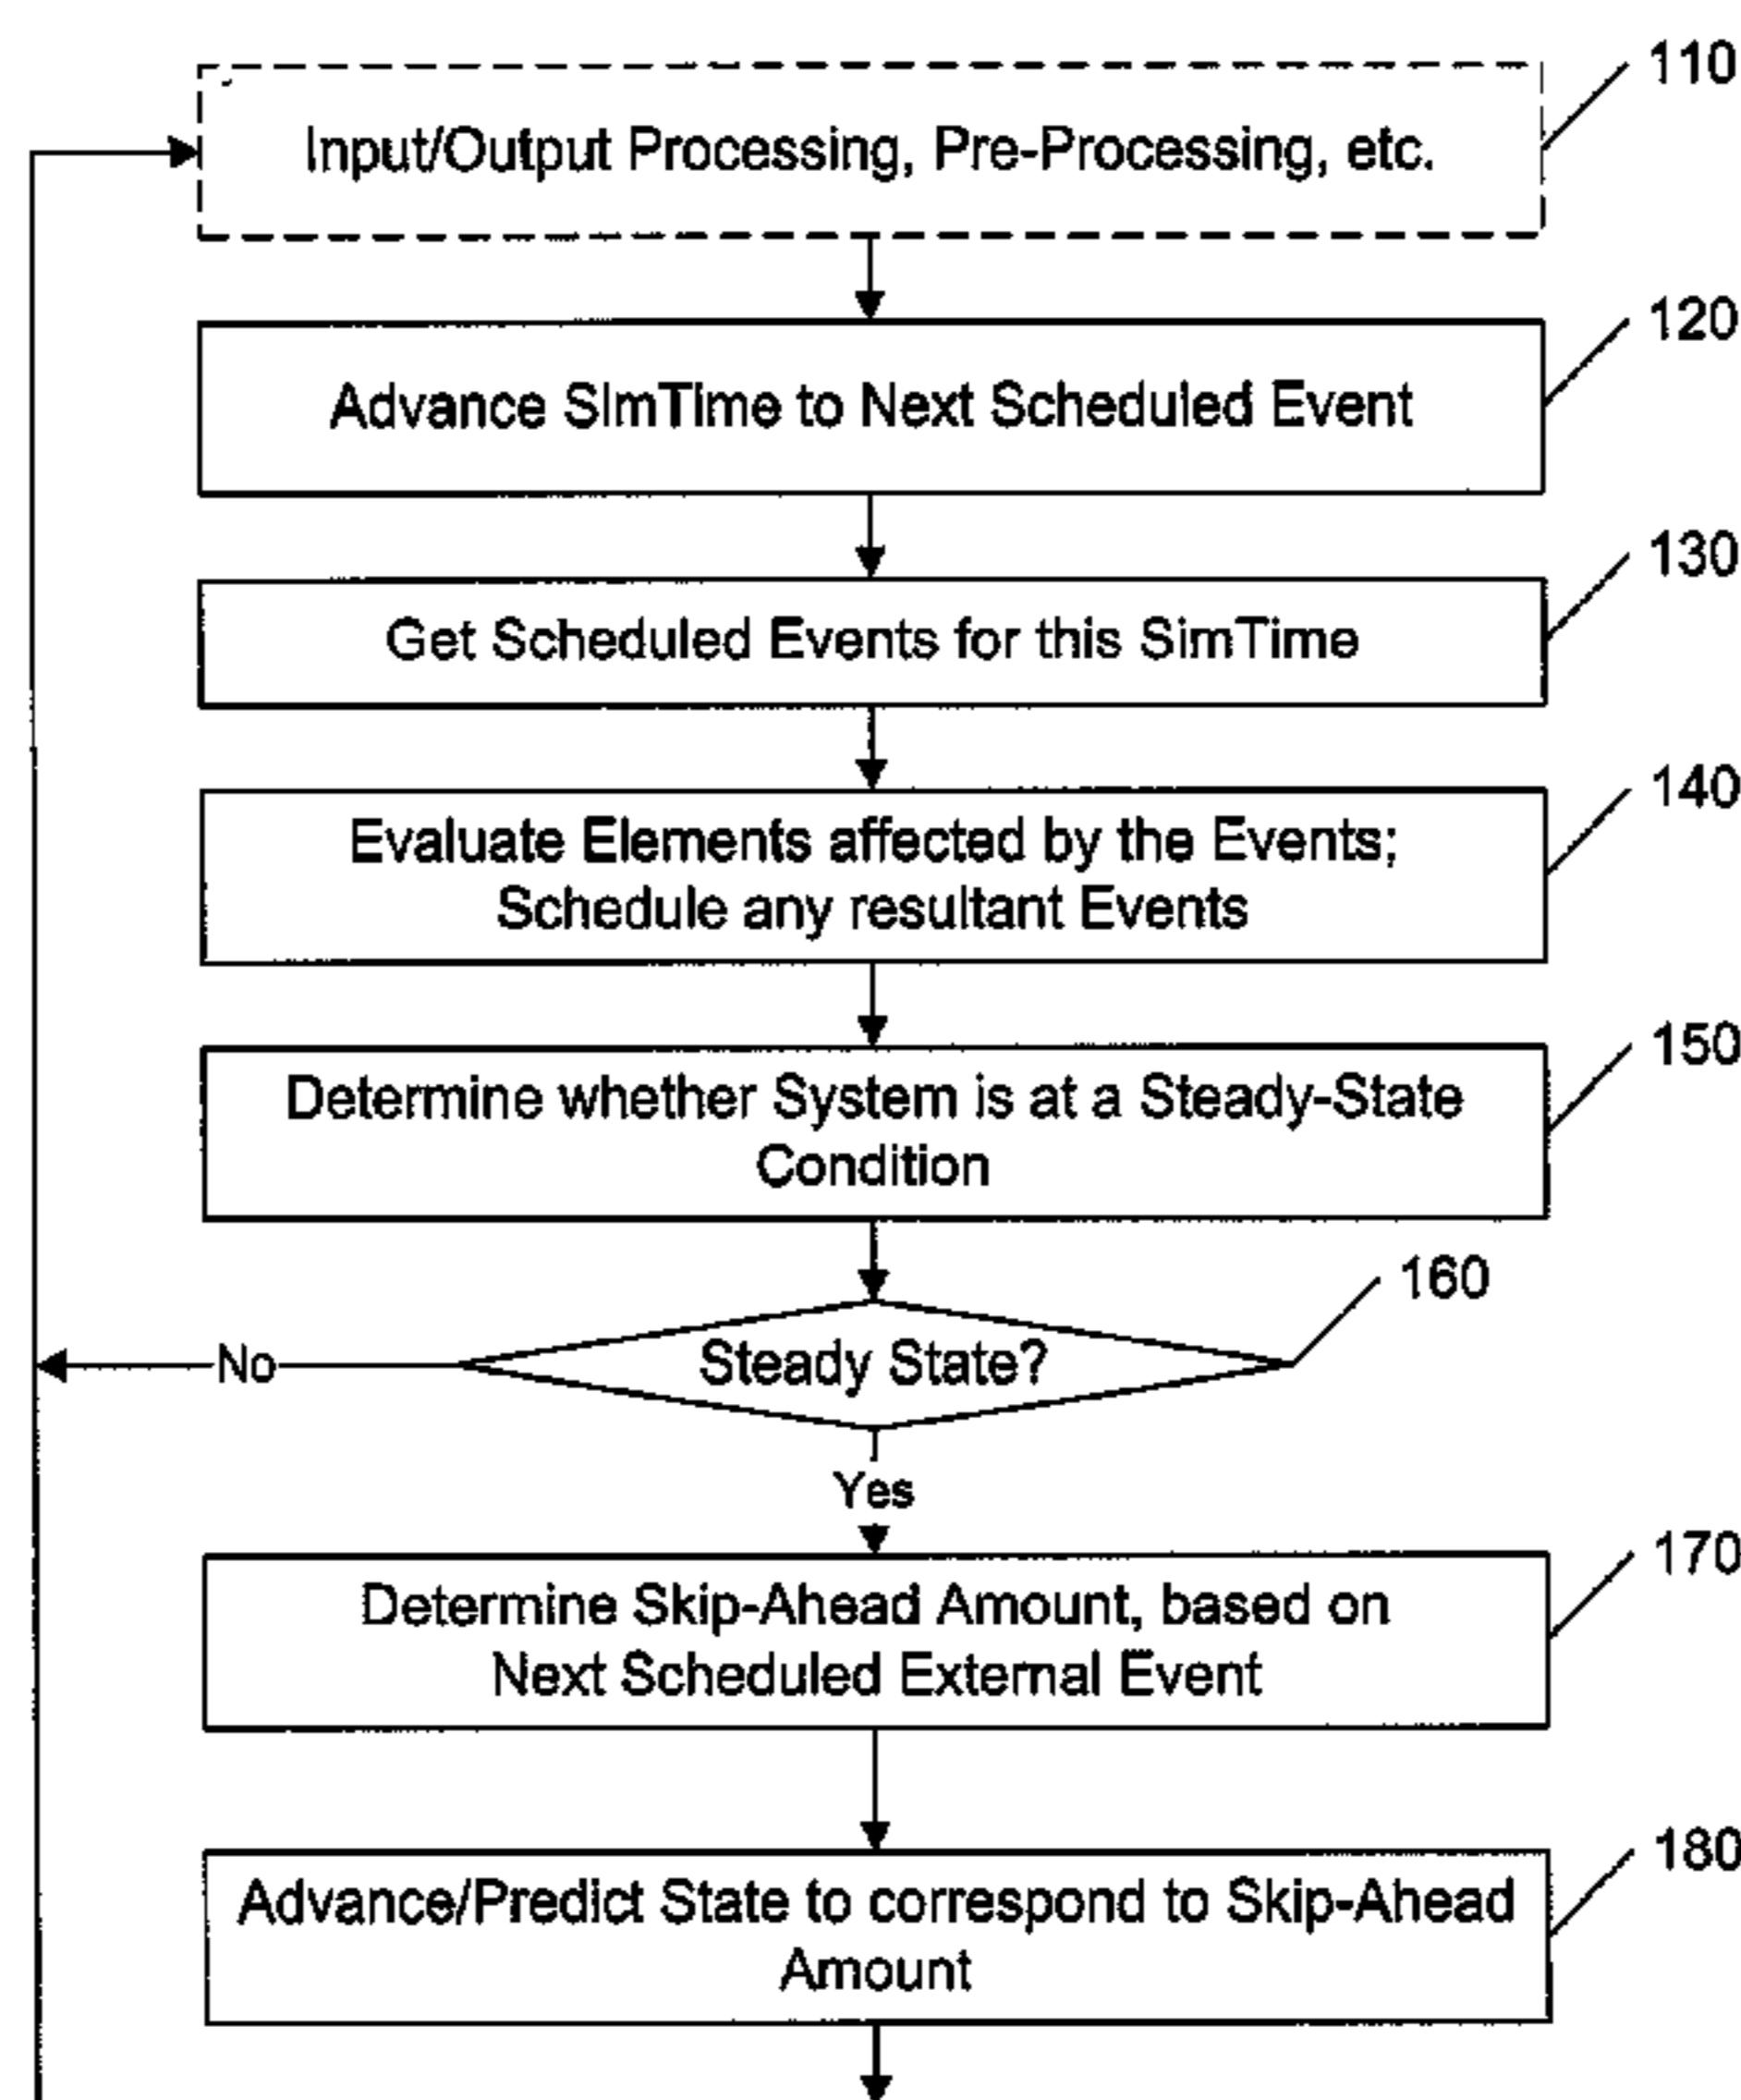 110
Input/Output Processing, Pre-Processing, etc.
120
Advance SimTime to Next Scheduled Event
130
Get Scheduled Events for this SimTime
140
Evaluate Elements affected by the Events;
Schedule any resultant Events
150
Determine whether System is at a Steady-State
Condition
160
Steady State?
No
Yes
170
Determine Skip-Ahead Amount, based on
Next Scheduled External Event
180
Advance/Predict State to correspond to Skip-Ahead
Amount